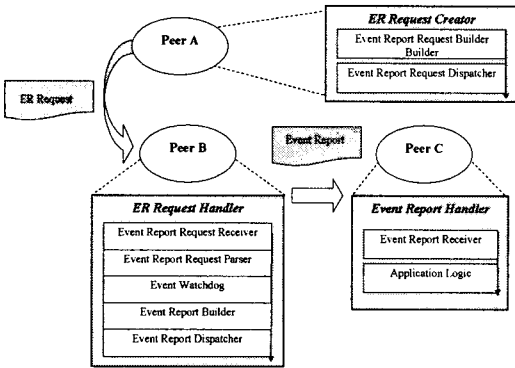 Peer A
ER Request Creator
Event Report Request Builder
Builder
Event Report Request Dispatcher
ER Request
Peer B
Event Report
Peer C
ER Request Handler
Event Report Request Receiver
Event Report Request Parser
Event Watchdog
Event Report Builder
Event Report Dispatcher
Event Report Handler
Event Report Receiver
Application Logic